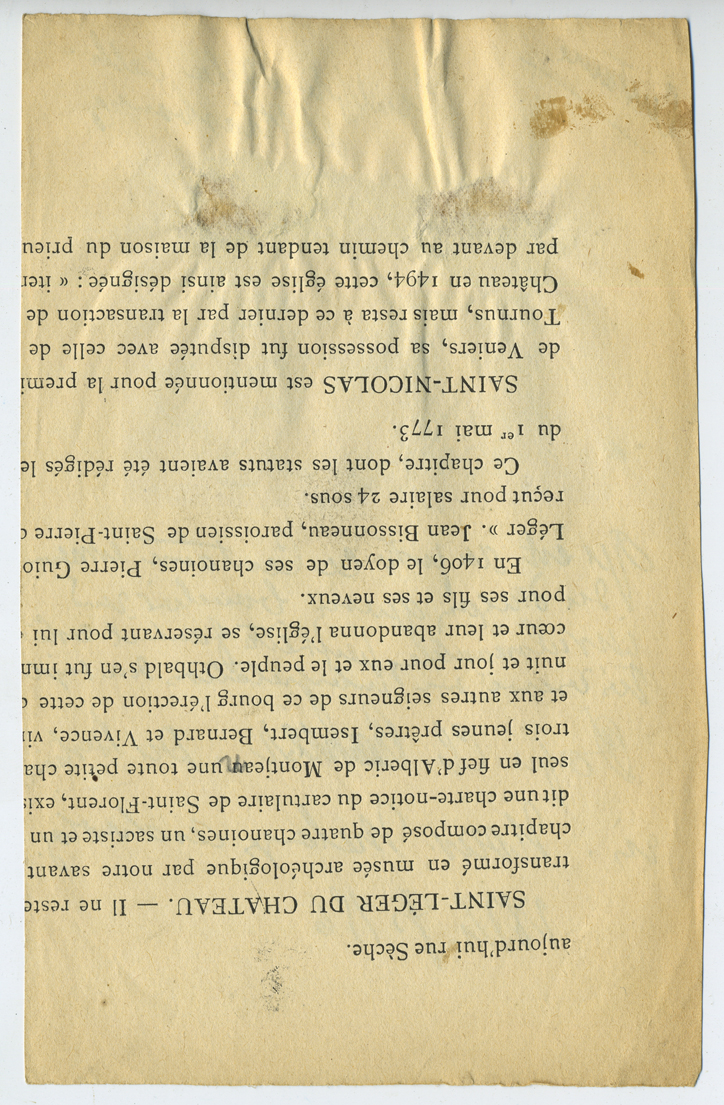 aujourd'hui rue Sèche.
SAINT-LÉGER DU CHATEAU. — Il ne reste
transformé en musée archéologique par notre savant
chapitre composé de quatre chanoines, un sacriste et un
dit une charte-notice du cartulaire de Saint-Florent, exis
seul en fief d'Alberic de Montjeau une toute petite cha
trois jeunes prêtres, Isembert, Bernard et Vivence, vi
et aux autres seigneurs de ce bourg l'érection de cette
nuit et jour pour eux et le peuple. Othbald s'en fut imm
cœur et leur abandonna l'église, se réservant pour lui
pour ses fils et ses neveux.
En 1406, le doyen de ses chanoines, Pierre Guio
Léger ». Jean Bissonneau, paroissien de Saint-Pierre
reçut pour salaire 24 sous.
Ce chapitre, dont les statuts avaient été rédigés le
du 1er mai 1773.
SAINT-NICOLAS est mentionnée pour la premi
de Veniers, sa possession fut disputée avec celle de
Tournus, mais resta à ce dernier par la transaction de
Château en 1494, cette église est ainsi désignée : « iter
par devant au chemin tendant de la maison du prieu